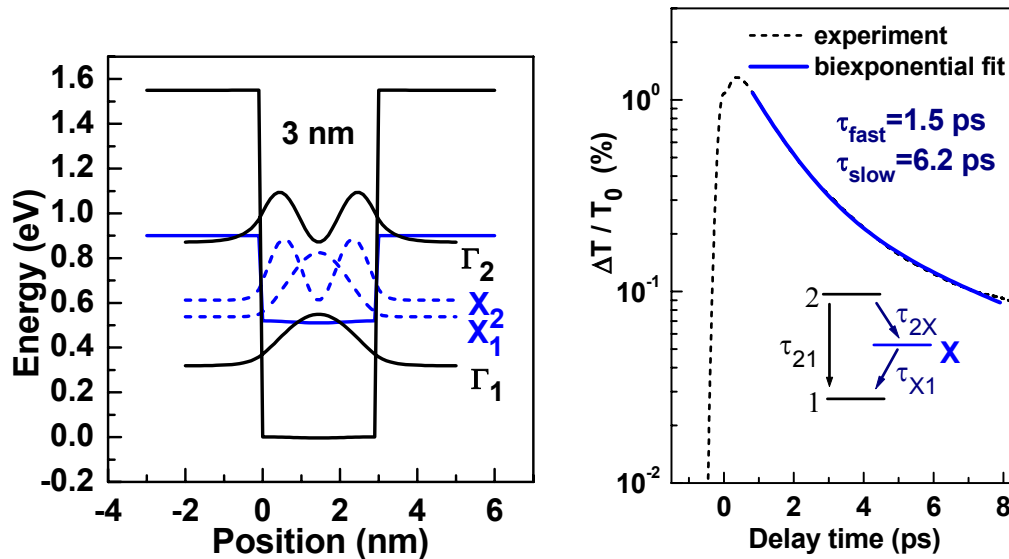 1.6
1.4
1.2
1.0
0.8
0.6
0.4
0.2
0.0
-0.2
Energy (eV)
3 nm
Γ2
X2
X1
Γ1
-4 -2 0 2 4 6
Position (nm)
10^0
10^-1
10^-2
ΔT / T0 (%)
experiment
biexponential fit
τfast=1.5 ps
τslow=6.2 ps
2
τ2X
τ21
X
τX1
1
0 2 4 6 8
Delay time (ps)